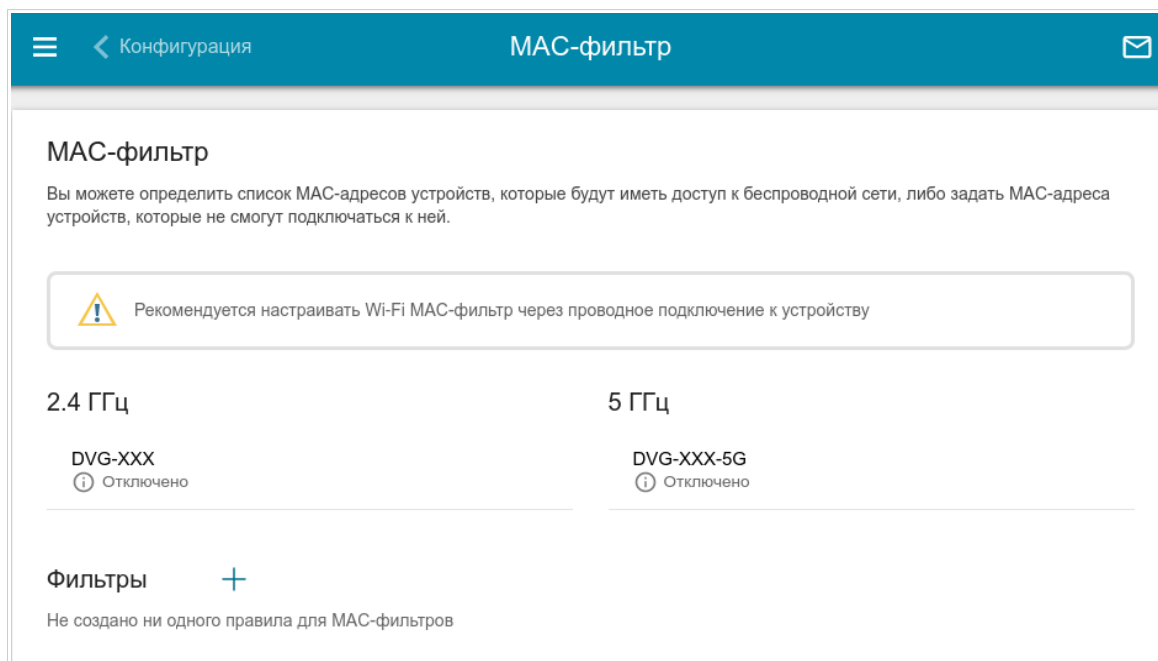 Конфигурация
MAC-фильтр
MAC-фильтр
Вы можете определить список MAC-адресов устройств, которые будут иметь доступ к беспроводной сети, либо задать MAC-адреса
устройств, которые не смогут подключаться к ней.
Рекомендуется настраивать Wi-Fi MAC-фильтр через проводное подключение к устройству
2.4 ГГц
5 ГГц
DVG-XXX
DVG-XXX-5G
Отключено
Отключено
Фильтры
Не создано ни одного правила для MAC-фильтров